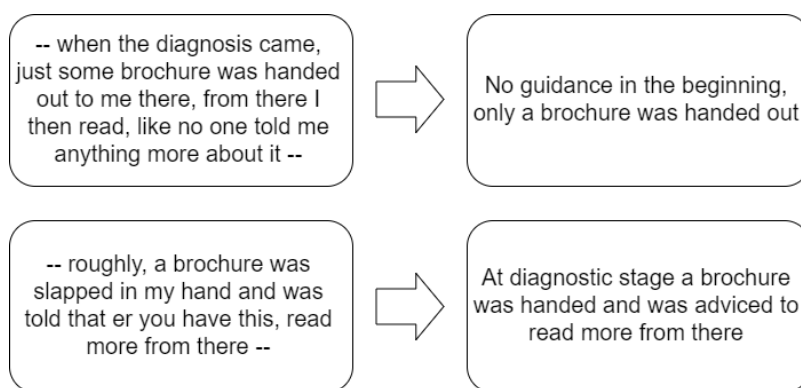 -- when the diagnosis came,
just some brochure was handed
out to me there, from there I
then read, like no one told me
anything more about it --
No guidance in the beginning,
only a brochure was handed out
-- roughly, a brochure was
slapped in my hand and was
told that er you have this, read
more from there --
At diagnostic stage a brochure
was handed and was adviced to
read more from there